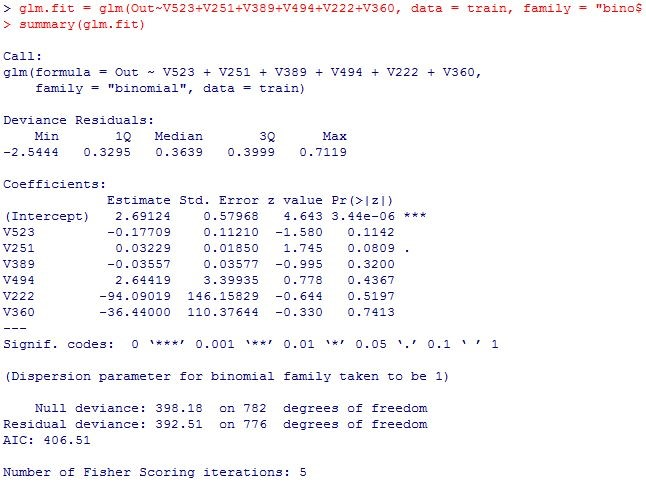 > glm.fit = glm(Out~V523+V251+V389+V494+V222+V360, data = train, family = "bino$
> summary(glm.fit)
Call:
glm(formula = Out ~ V523 + V251 + V389 + V494 + V222 + V360,
    family = "binomial", data = train)
Deviance Residuals:
    Min      1Q  Median      3Q     Max
-2.5444  0.3295  0.3639  0.3999  0.7119
Coefficients:
             Estimate Std. Error z value Pr(>|z|)
(Intercept)   2.69124    0.57968   4.643 3.44e-06 ***
V523         -0.17709    0.11210  -1.580   0.1142
V251          0.03229    0.01850   1.745   0.0809 .
V389         -0.03557    0.03577  -0.995   0.3200
V494          2.64419    3.39935   0.778   0.4367
V222        -94.09019  146.15829  -0.644   0.5197
V360        -36.44000  110.37644  -0.330   0.7413
---
Signif. codes:  0 ‘***’ 0.001 ‘**’ 0.01 ‘*’ 0.05 ‘.’ 0.1 ‘ ’ 1
(Dispersion parameter for binomial family taken to be 1)
    Null deviance: 398.18  on 782  degrees of freedom
Residual deviance: 392.51  on 776  degrees of freedom
AIC: 406.51
Number of Fisher Scoring iterations: 5